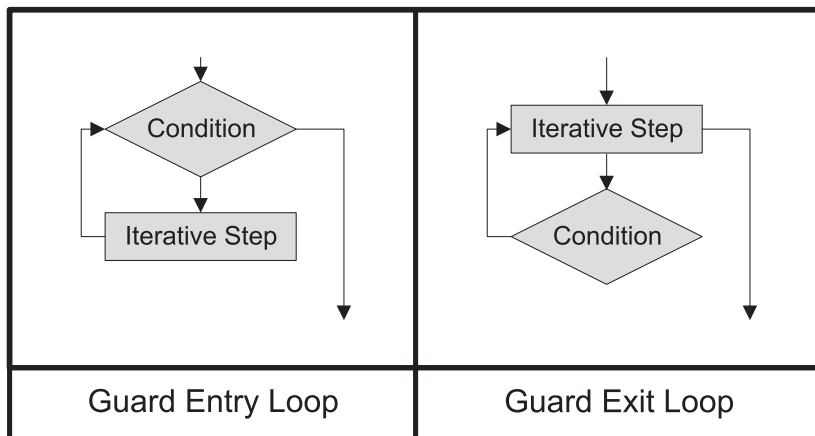 Condition
Iterative Step
Iterative Step
Condition
Guard Entry Loop
Guard Exit Loop